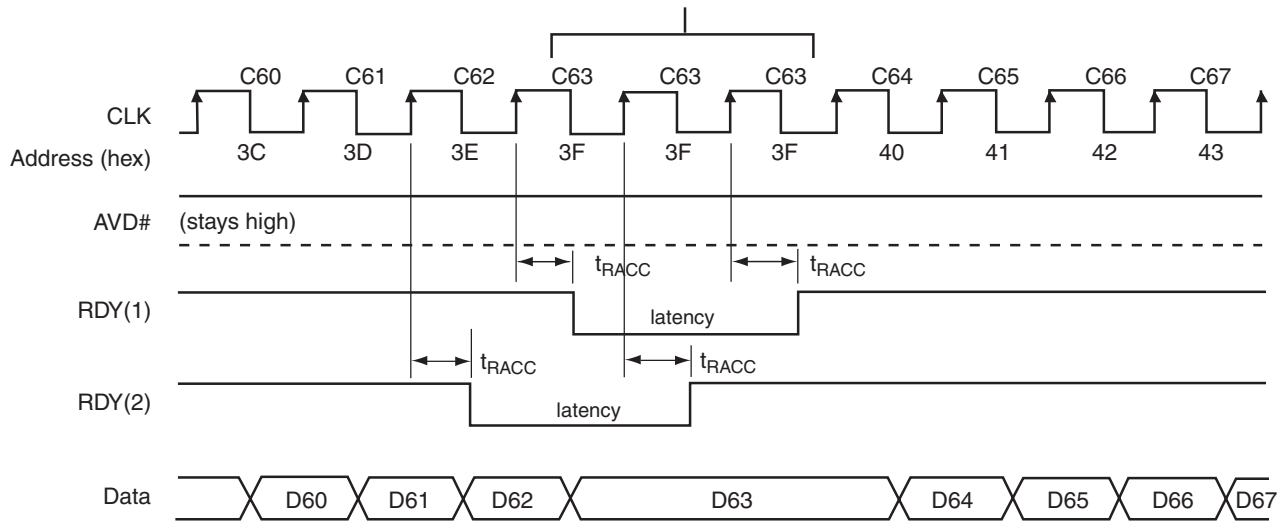 C60 C61 C62 C63 C63 C63 C64 C65 C66 C67
CLK
Address (hex) 3C 3D 3E 3F 3F 3F 40 41 42 43
AVD# (stays high)
tRACC tRACC
RDY(1) latency
tRACC tRACC
RDY(2) latency
Data D60 D61 D62 D63 D64 D65 D66 D67